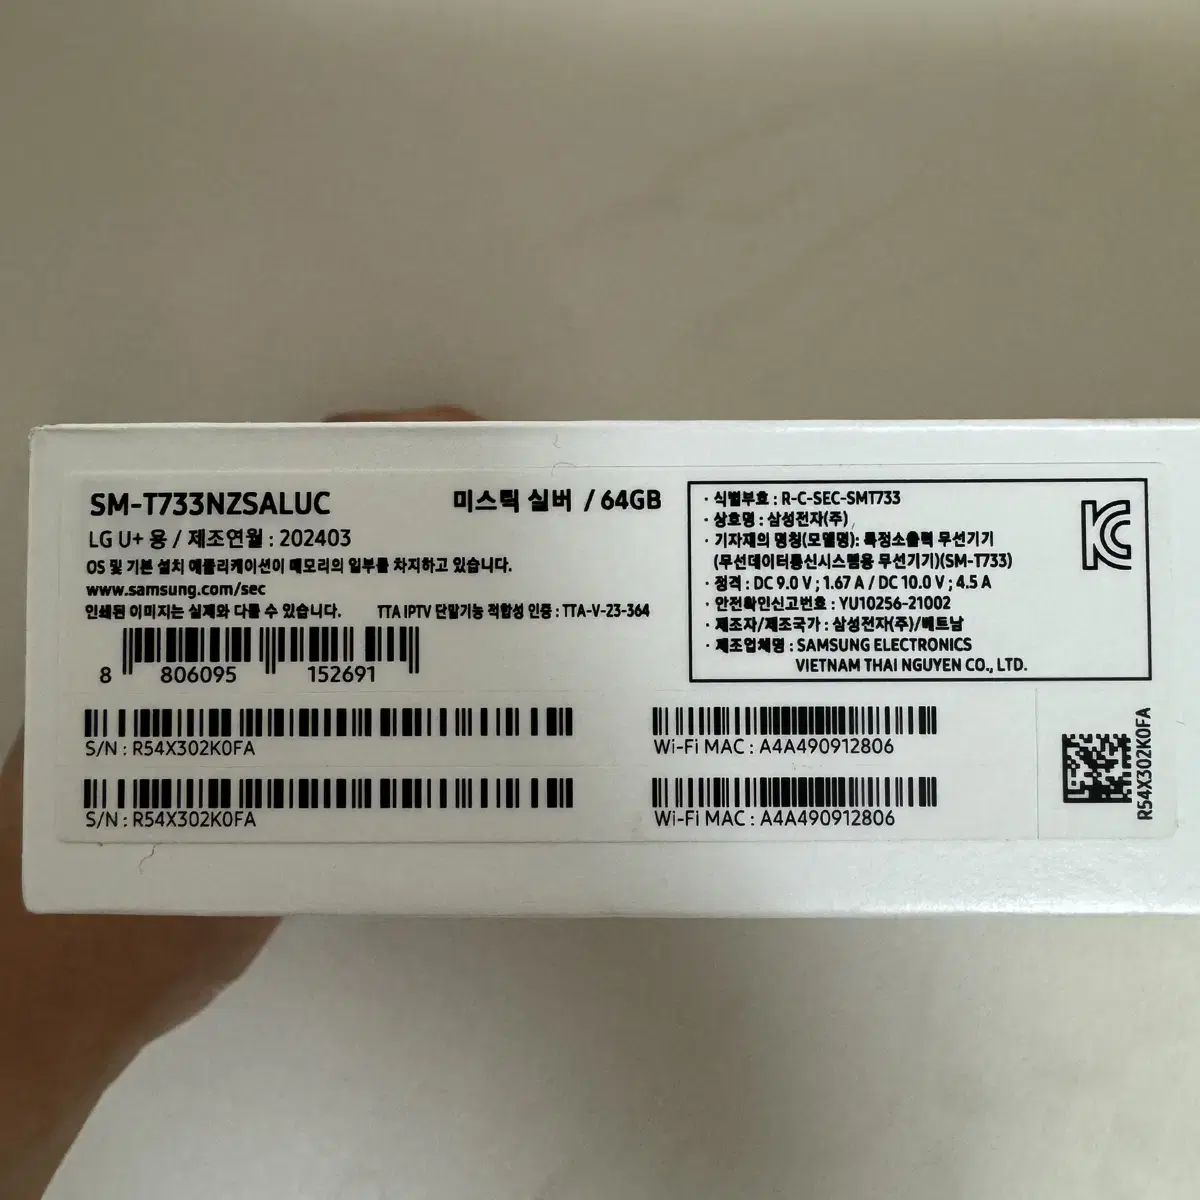 SM-T733NZSALUC
미스틱 실버 / 64GB
LG U+ 용 / 제조연월 : 202403
OS 및 기본 설치 애플리케이션이 메모리의 일부를 차지하고 있습니다.
www.samsung.com/sec
인쇄된 이미지는 실제와 다를 수 있습니다.
TTA IPTV 단말기능 적합성 인증 : TTA-V-23-364
8 806095 152691
S/N : R54X302K0FA
S/N : R54X302K0FA
· 식별부호 : R-C-SEC-SMT733
· 상호명 : 삼성전자(주)
· 기자재의 명칭(모델명): 특정소출력 무선기기
(무선데이터통신시스템용 무선기기)(SM-T733)
· 정격 : DC 9.0 V ; 1.67 A / DC 10.0 V ; 4.5 A
· 안전확인신고번호 : YU10256-21002
· 제조자/제조국가 : 삼성전자(주)/베트남
· 제조업체명 : SAMSUNG ELECTRONICS
VIETNAM THAI NGUYEN CO., LTD.
Wi-Fi MAC : A4A490912806
Wi-Fi MAC : A4A490912806
R54X302K0FA